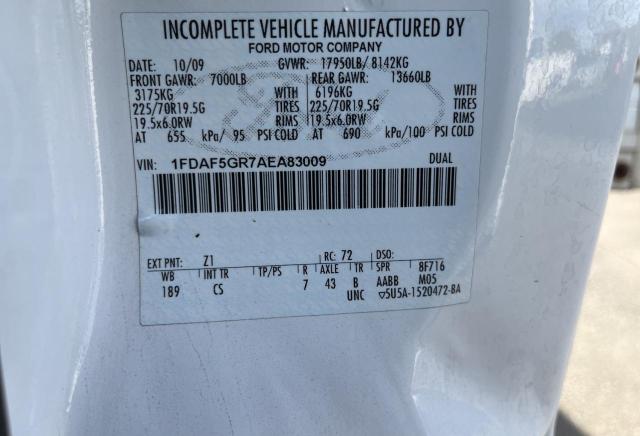 INCOMPLETE VEHICLE MANUFACTURED BY
FORD MOTOR COMPANY
DATE: 10/09 GVWR: 17950LB/ 8142KG
FRONT GAWR: 7000LB REAR GAWR: 13660LB
3175KG WITH 6196KG WITH
225/70R19.5G TIRES 225/70R19.5G TIRES
19.5x6.0RW RIMS 19.5x6.0RW RIMS
AT 655 kPa/ 95 PSI COLD AT 690 kPa/100 PSI COLD
VIN: 1FDAF5GR7AEA83009 DUAL
EXT PNT: Z1 RC: 72 DSO:
WB INT TR TP/PS R AXLE TR SPR 8F716
189 CS 7 43 B AABB M05
UNC ▽5U5A-1520472-BA